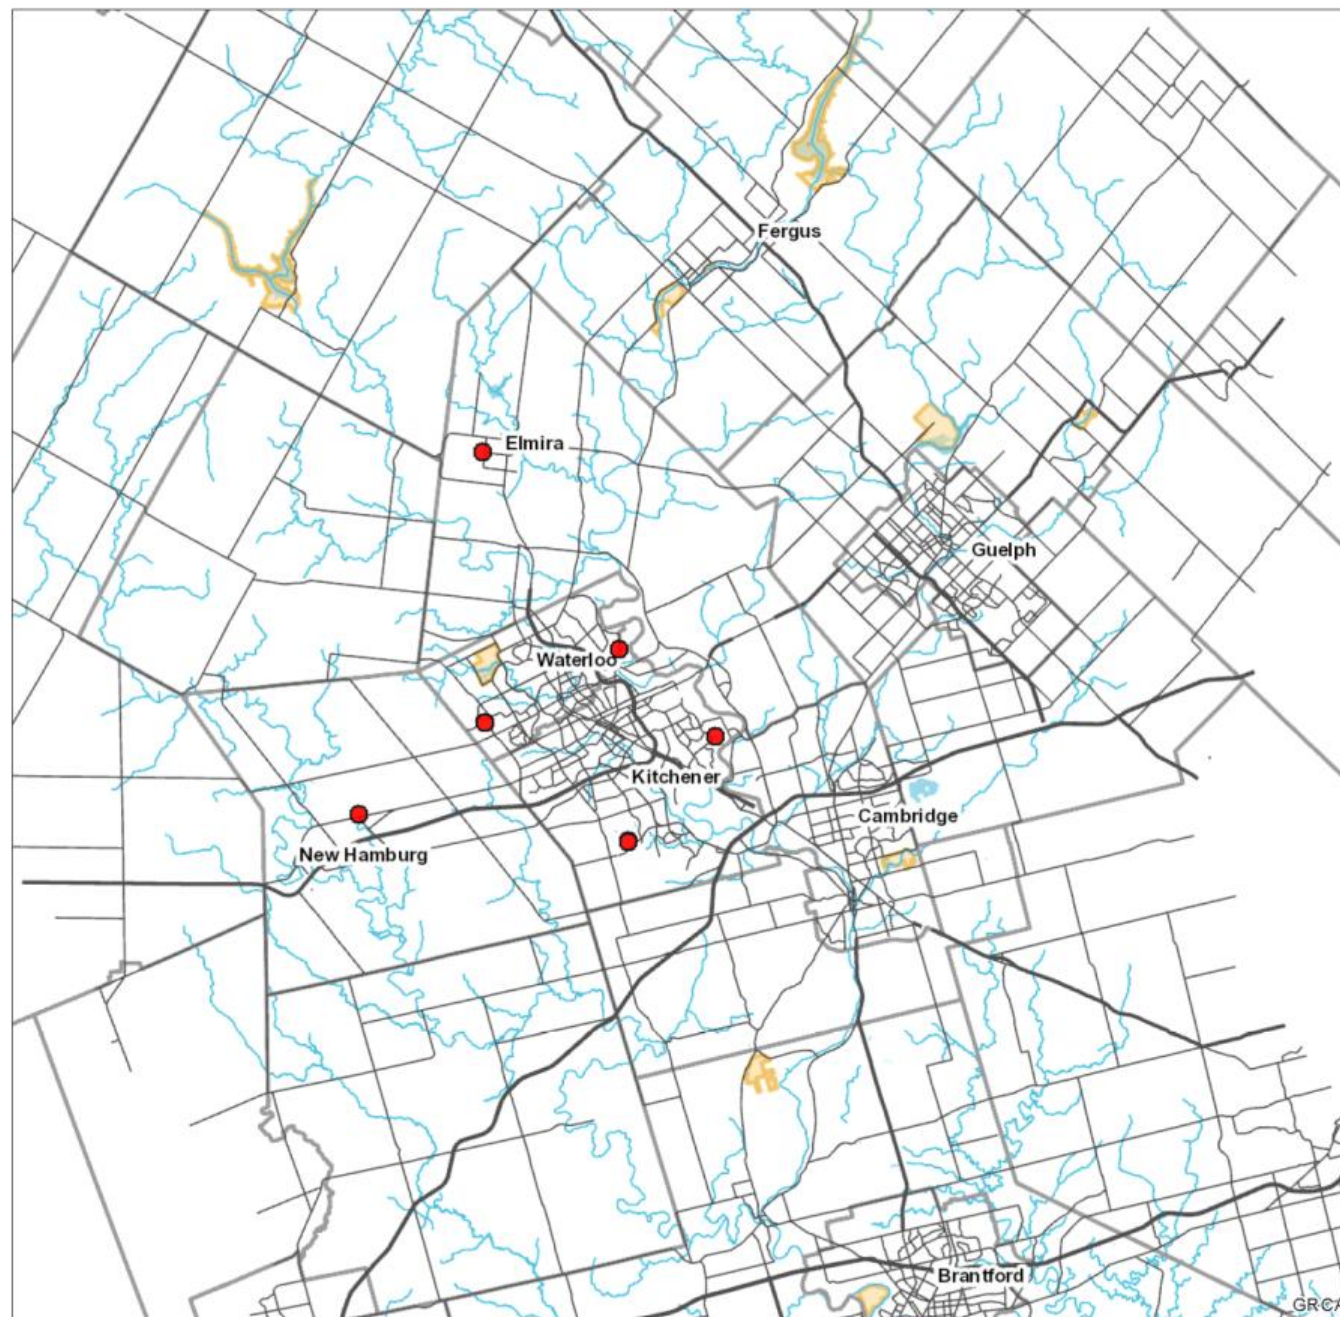 Fergus
Elmira
Guelph
Waterloo
Kitchener
Cambridge
New Hamburg
Brantford
GRCA